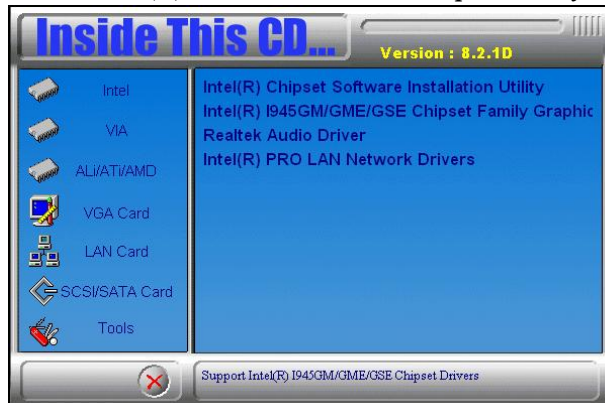 Inside This CD...
Version : 8.2.1D
Intel
VIA
ALi/ATi/AMD
VGA Card
LAN Card
SCSI/SATA Card
Tools
Intel(R) Chipset Software Installation Utility
Intel(R) I945GM/GME/GSE Chipset Family Graphic
Realtek Audio Driver
Intel(R) PRO LAN Network Drivers
Support Intel(R) I945GM/GME/GSE Chipset Drivers